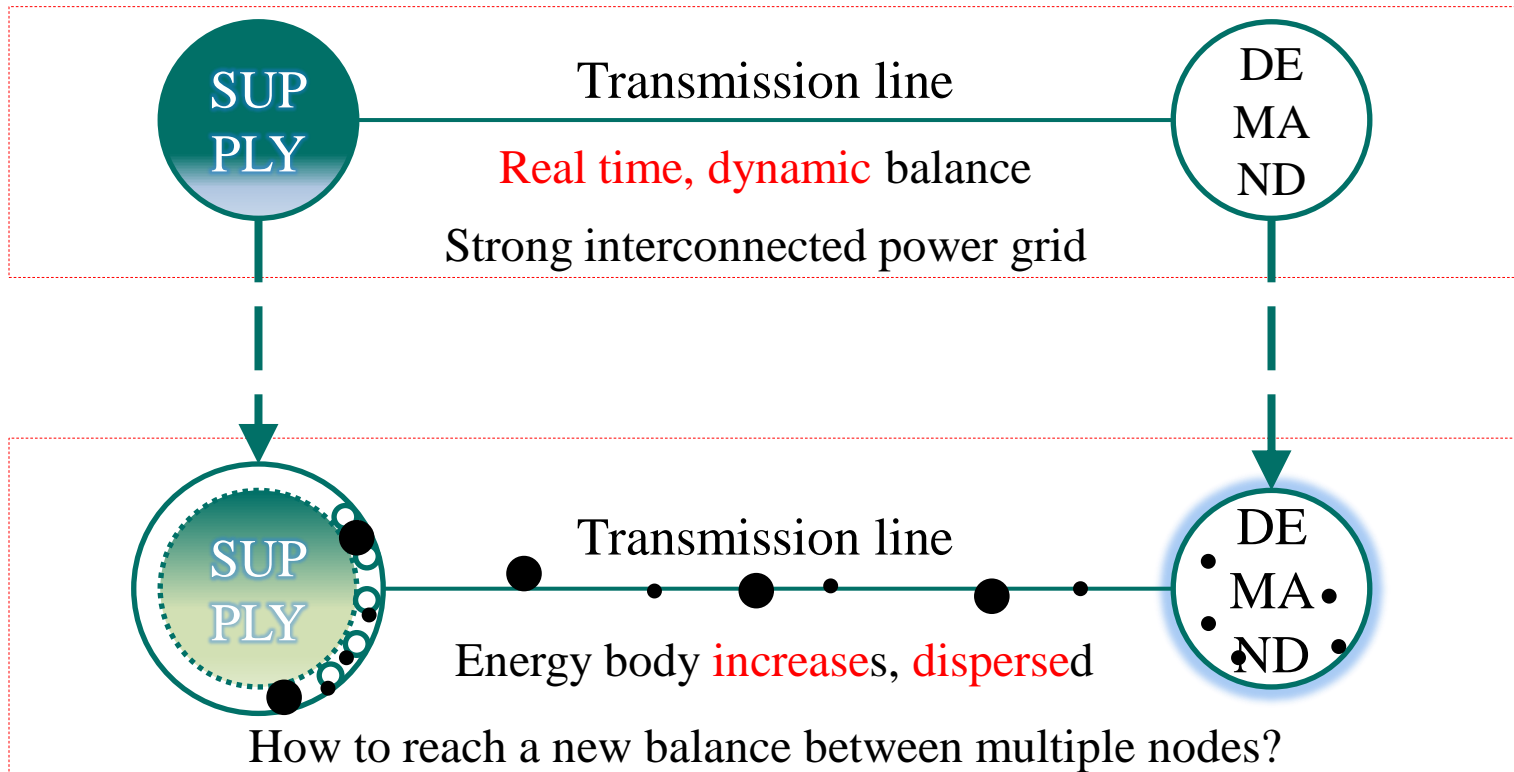 SUP
PLY
Transmission line
DE
MA
ND
Real time, dynamic balance
Strong interconnected power grid
SUP
PLY
Transmission line
DE
MA
ND
Energy body increases, dispersed
How to reach a new balance between multiple nodes?